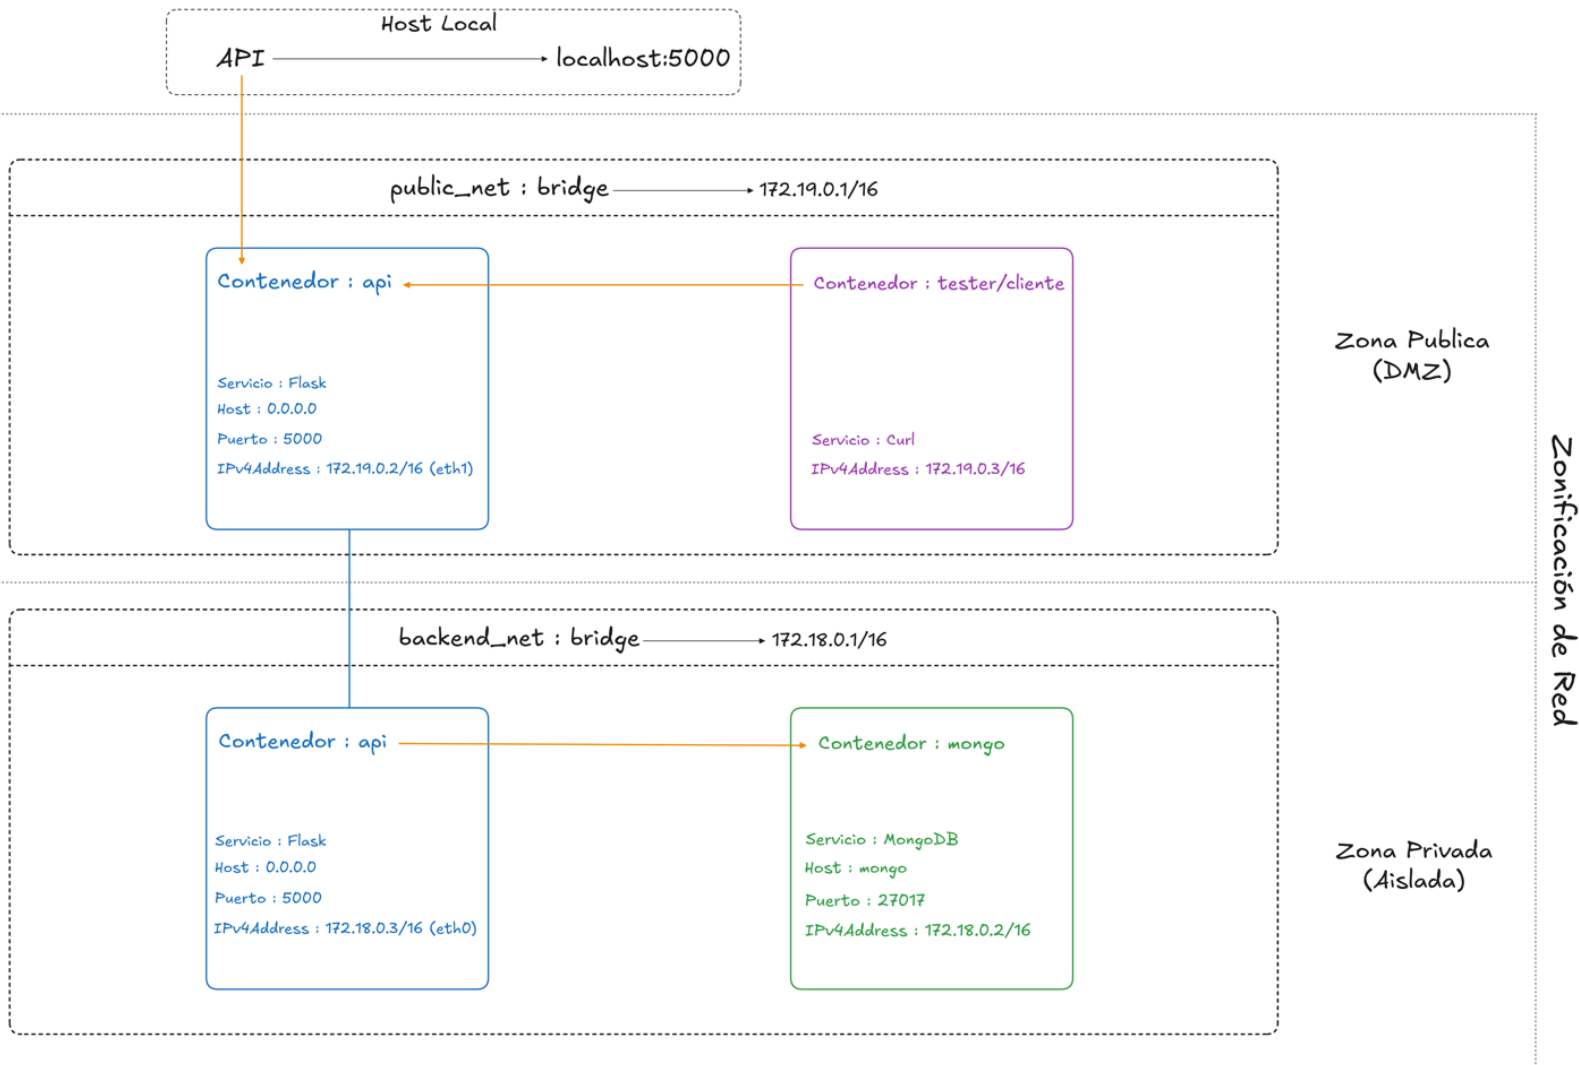 Host Local
API
localhost:5000
public_net : bridge
172.19.0.1/16
Contenedor : api
Servicio : Flask
Host : 0.0.0.0
Puerto : 5000
IPv4Address : 172.19.0.2/16 (eth1)
Contenedor : tester/cliente
Servicio : Curl
IPv4Address : 172.19.0.3/16
Zona Publica
(DMZ)
backend_net : bridge
172.18.0.1/16
Contenedor : api
Servicio : Flask
Host : 0.0.0.0
Puerto : 5000
IPv4Address : 172.18.0.3/16 (eth0)
Contenedor : mongo
Servicio : MongoDB
Host : mongo
Puerto : 27017
IPv4Address : 172.18.0.2/16
Zona Privada
(Aislada)
Zonificación de Red